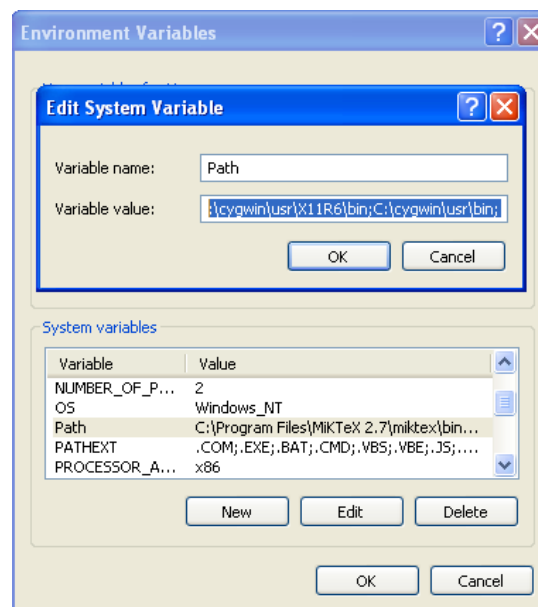 Environment Variables
Edit System Variable
Variable name: Path
Variable value: :\cygwin\usr\X11R6\bin;C:\cygwin\usr\bin;
OK Cancel
System variables
Variable Value
NUMBER_OF_P... 2
OS Windows_NT
Path C:\Program Files\MiKTeX 2.7\miktex\bin...
PATHEXT .COM;.EXE;.BAT;.CMD;.VBS;.VBE;.JS;....
PROCESSOR_A... x86
New Edit Delete
OK Cancel